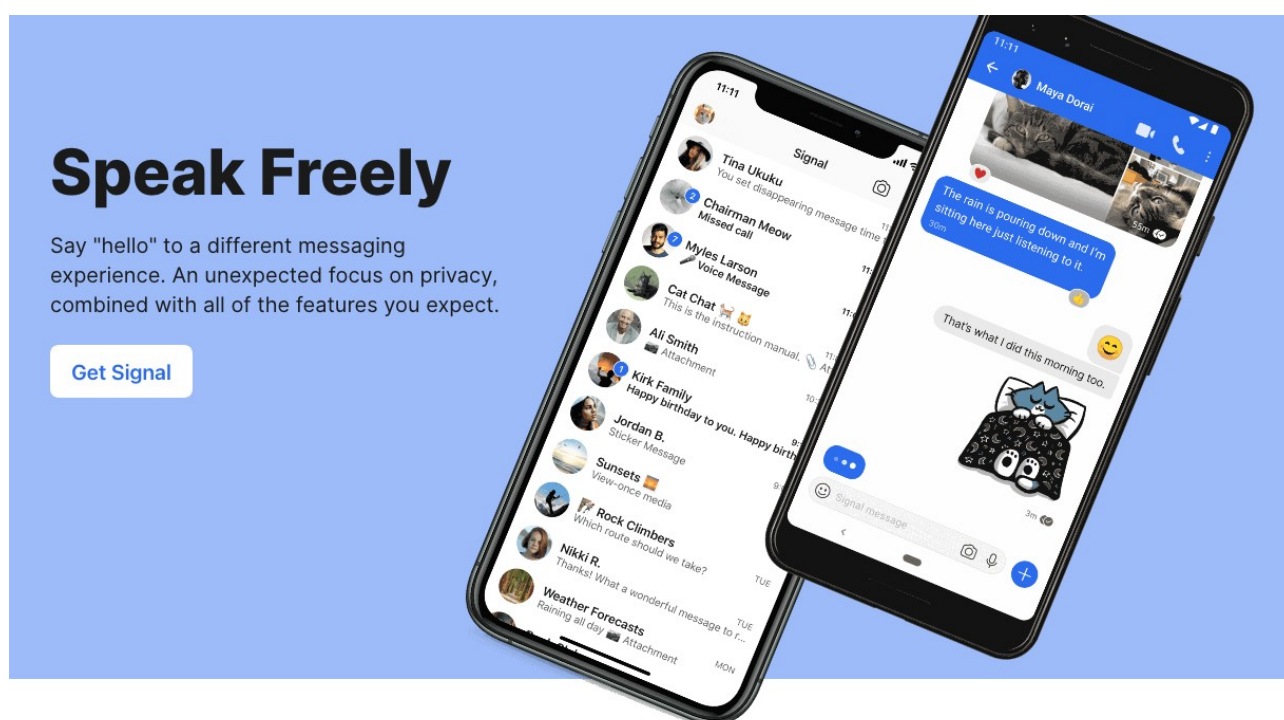 Speak Freely
Say "hello" to a different messaging
experience. An unexpected focus on privacy,
combined with all of the features you expect.
Get Signal
11:11
Signal
Tina Ukuku
You set disappearing message time
2
Chairman Meow
Missed call
7
Myles Larson
🎤 Voice Message
Cat Chat 🐈 🐱
This is the instruction manual. 📎
Ali Smith
📷 Attachment
1
Kirk Family
Happy birthday to you. Happy birth
Jordan B.
Sticker Message
Sunsets 🌅
View-once media
🧗 Rock Climbers
Which route should we take?
TUE
Nikki R.
Thanks! What a wonderful message to r...
TUE
Weather Forecasts
Raining all day 📷 Attachment
MON
11:11
Maya Dorai
55m
The rain is pouring down and I'm
sitting here just listening to it.
30m
That's what I did this morning too.
3m
Signal message